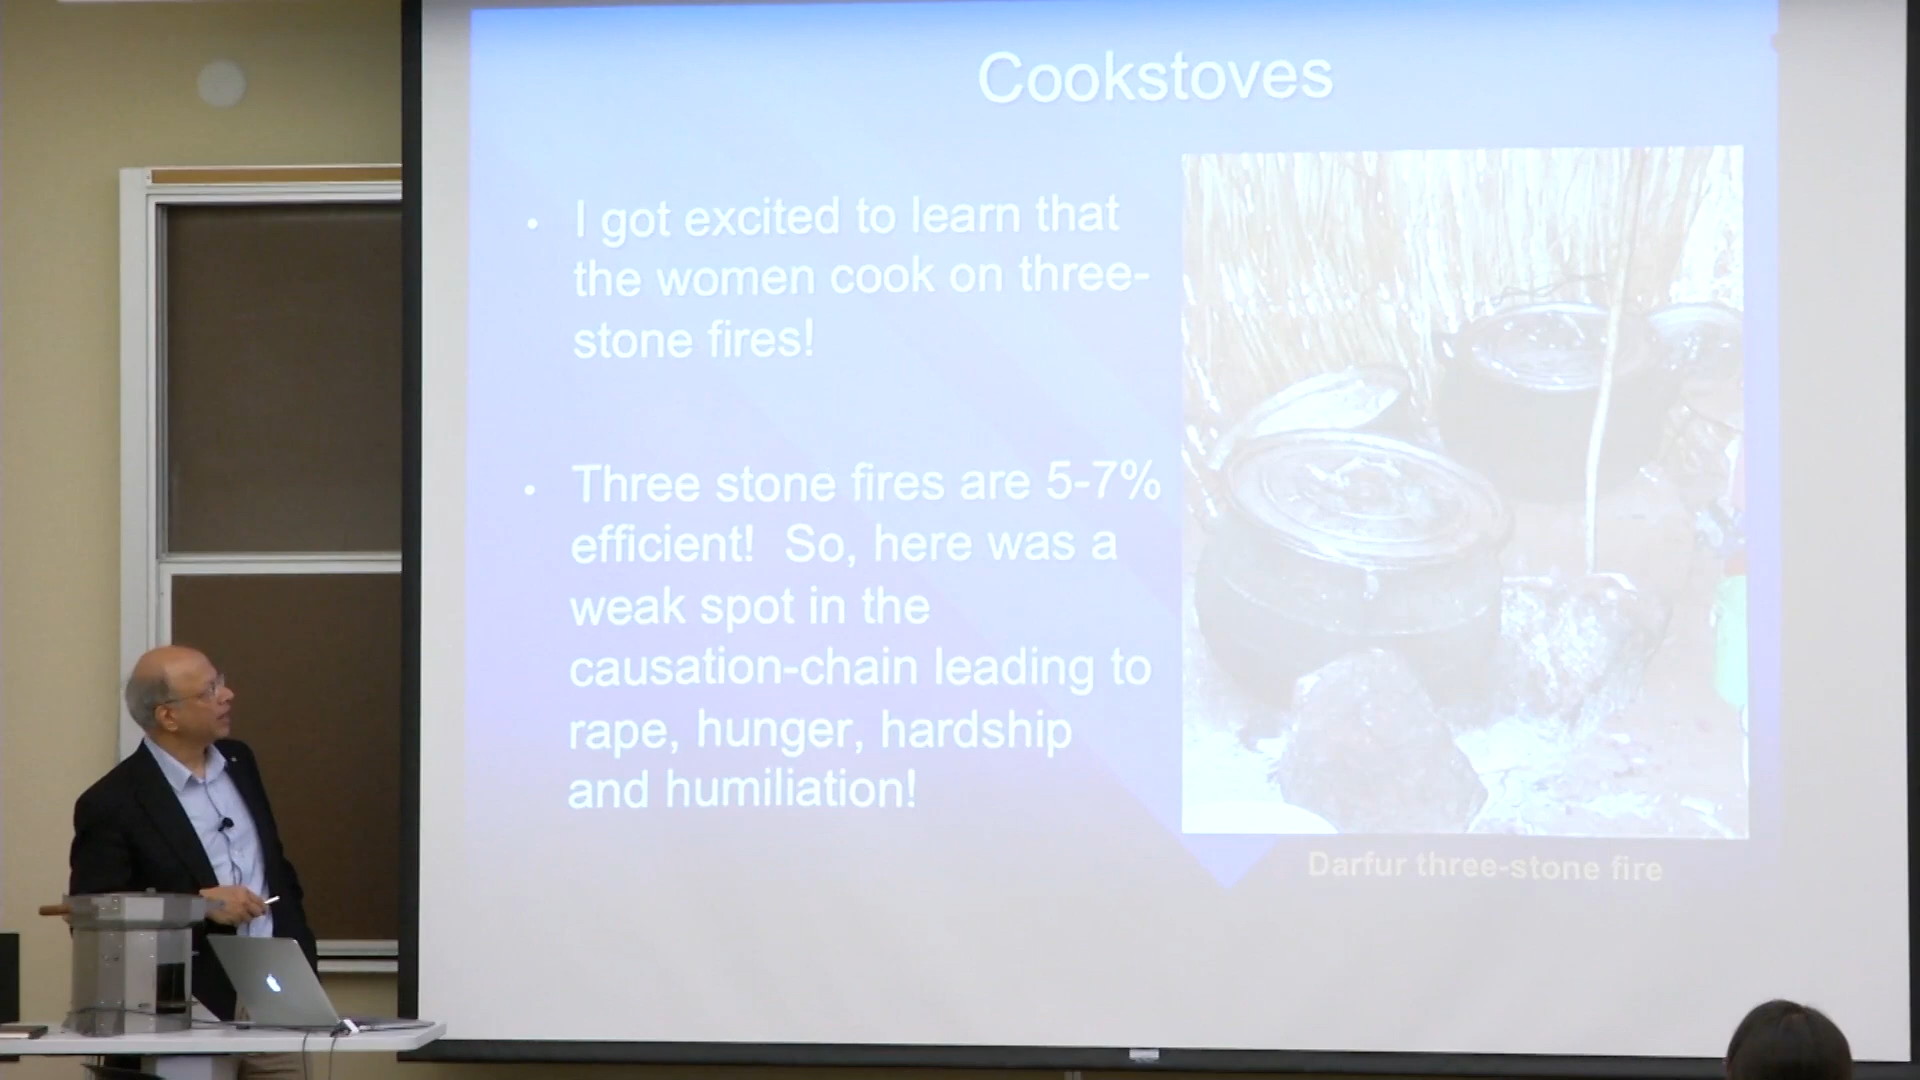 Cookstoves
• I got excited to learn that
the women cook on three-
stone fires!
• Three stone fires are 5-7%
efficient!  So, here was a
weak spot in the
causation-chain leading to
rape, hunger, hardship
and humiliation!
Darfur three-stone fire